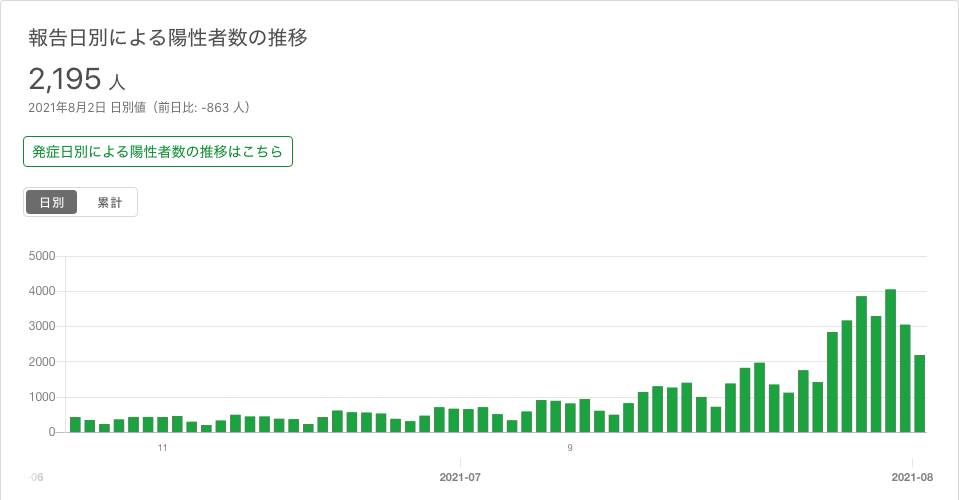 報告日別による陽性者数の推移
2,195 人
2021年8月2日 日別値（前日比: -863 人）
発症日別による陽性者数の推移はこちら
日別 累計
5000
4000
3000
2000
1000
0
11 9
-06 2021-07 2021-08